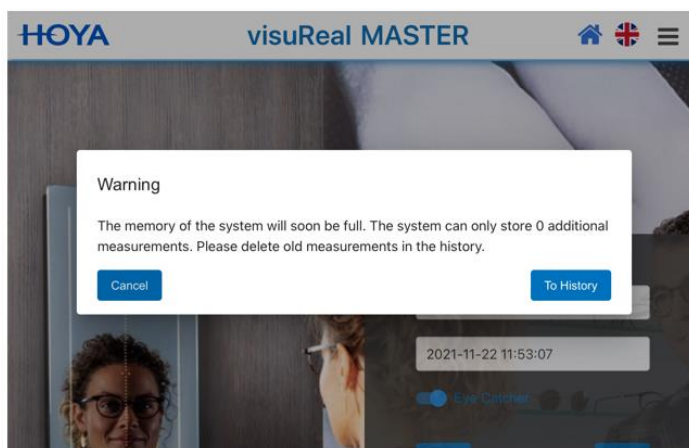 HOYA
visuReal MASTER
Warning
The memory of the system will soon be full. The system can only store 0 additional
measurements. Please delete old measurements in the history.
Cancel
To History
2021-11-22 11:53:07
Eye Catcher